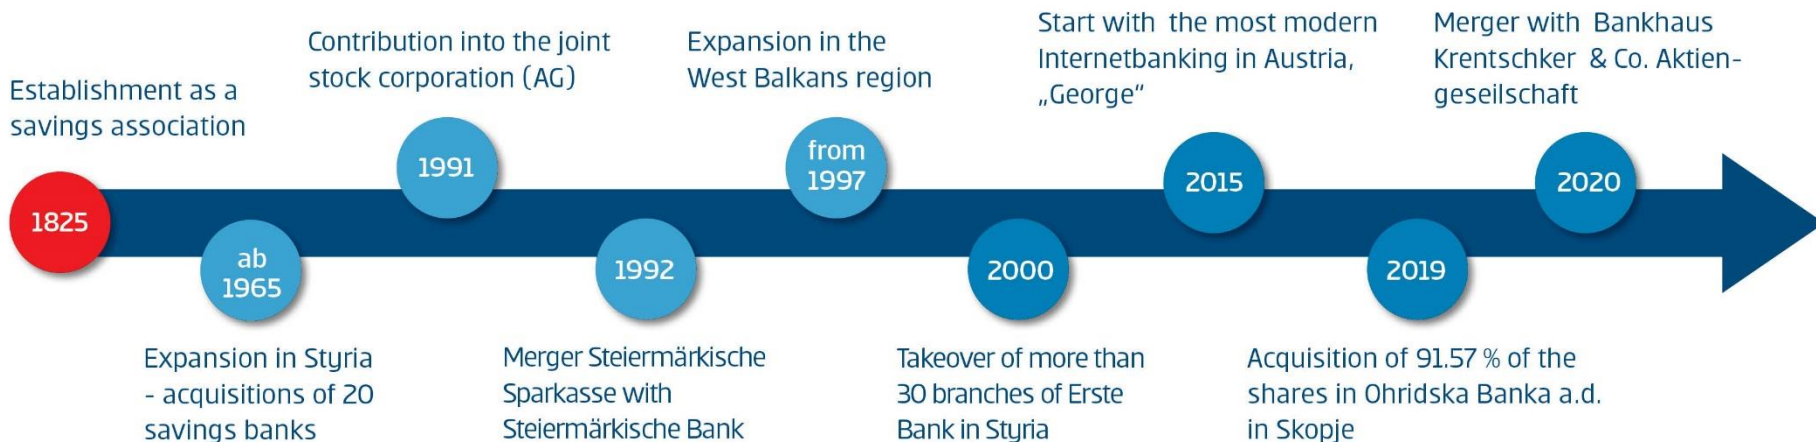 Establishment as a
savings association
1825
ab
1965
Expansion in Styria
- acquisitions of 20
savings banks
Contribution into the joint
stock corporation (AG)
1991
1992
Merger Steiermärkische
Sparkasse with
Steiermärkische Bank
Expansion in the
West Balkans region
from
1997
2000
Takeover of more than
30 branches of Erste
Bank in Styria
Start with the most modern
Internetbanking in Austria,
„George“
2015
2019
Acquisition of 91.57 % of the
shares in Ohridska Banka a.d.
in Skopje
Merger with Bankhaus
Krentschker & Co. Aktien-
geseilschaft
2020